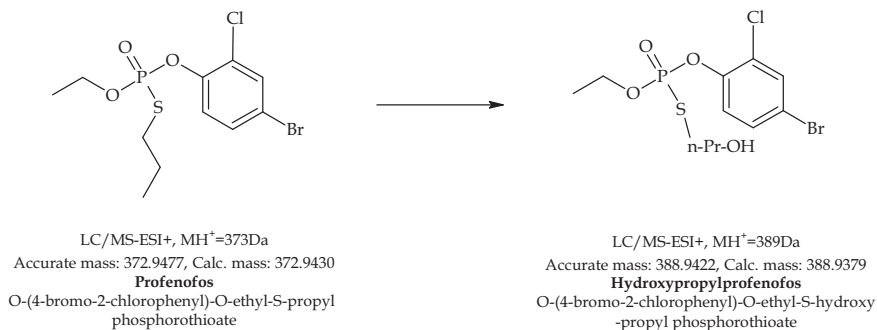 Cl
O
O
P
O
S
Br
Cl
O
O
P
O
S
Br
n-Pr-OH
LC/MS-ESI+, MH+=373Da
Accurate mass: 372.9477, Calc. mass: 372.9430
Profenofos
O-(4-bromo-2-chlorophenyl)-O-ethyl-S-propyl
phosphorothioate
LC/MS-ESI+, MH+=389Da
Accurate mass: 388.9422, Calc. mass: 388.9379
Hydroxypropylprofenofos
O-(4-bromo-2-chlorophenyl)-O-ethyl-S-hydroxy
-propyl phosphorothioate